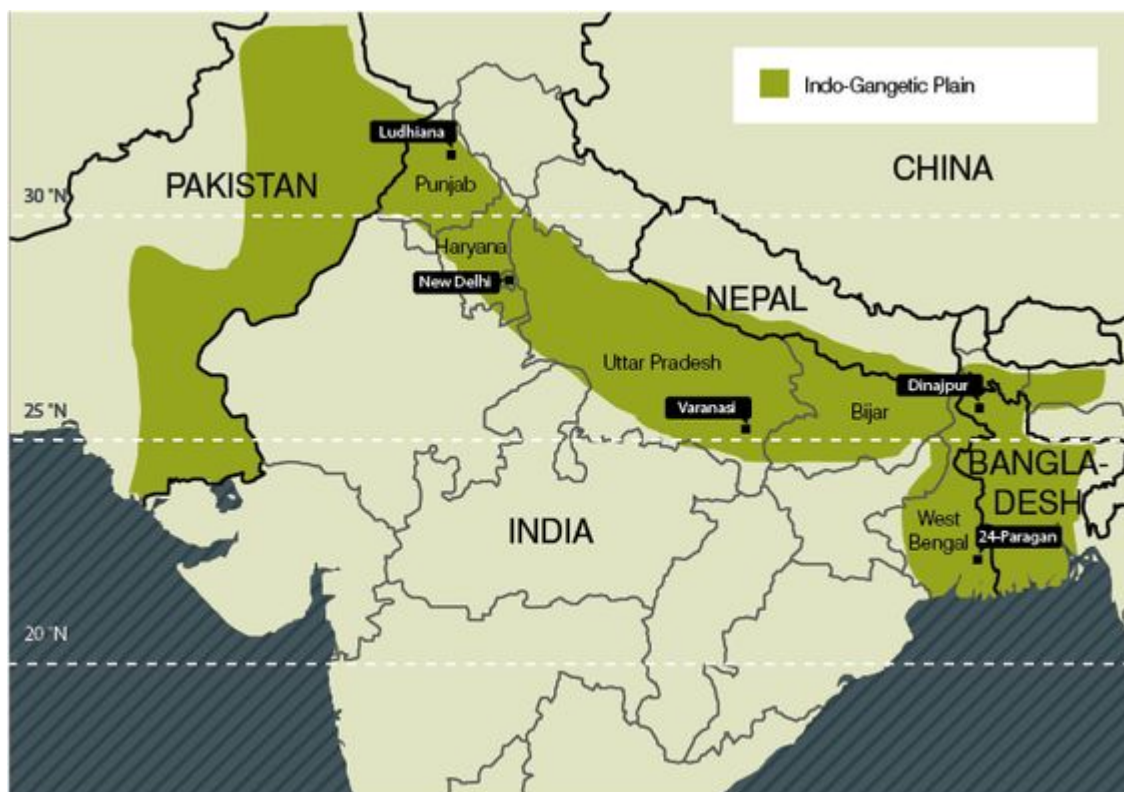 Indo-Gangetic Plain
Ludhiana
CHINA
PAKISTAN
Punjab
30 °N
Haryana
New Delhi
NEPAL
Uttar Pradesh
Dinajpur
Varanasi
Bijar
25 °N
BANGLA-
DESH
West
Bengal
INDIA
24-Paragan
20 °N